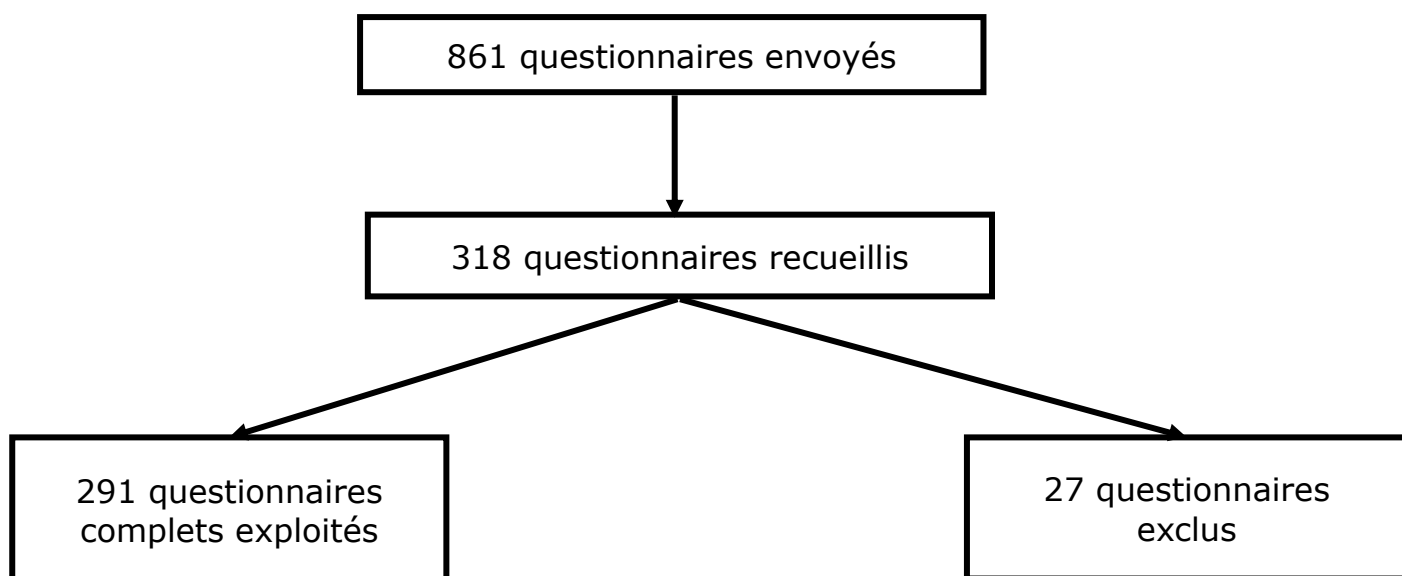 861 questionnaires envoyés
318 questionnaires recueillis
291 questionnaires
complets exploités
27 questionnaires
exclus